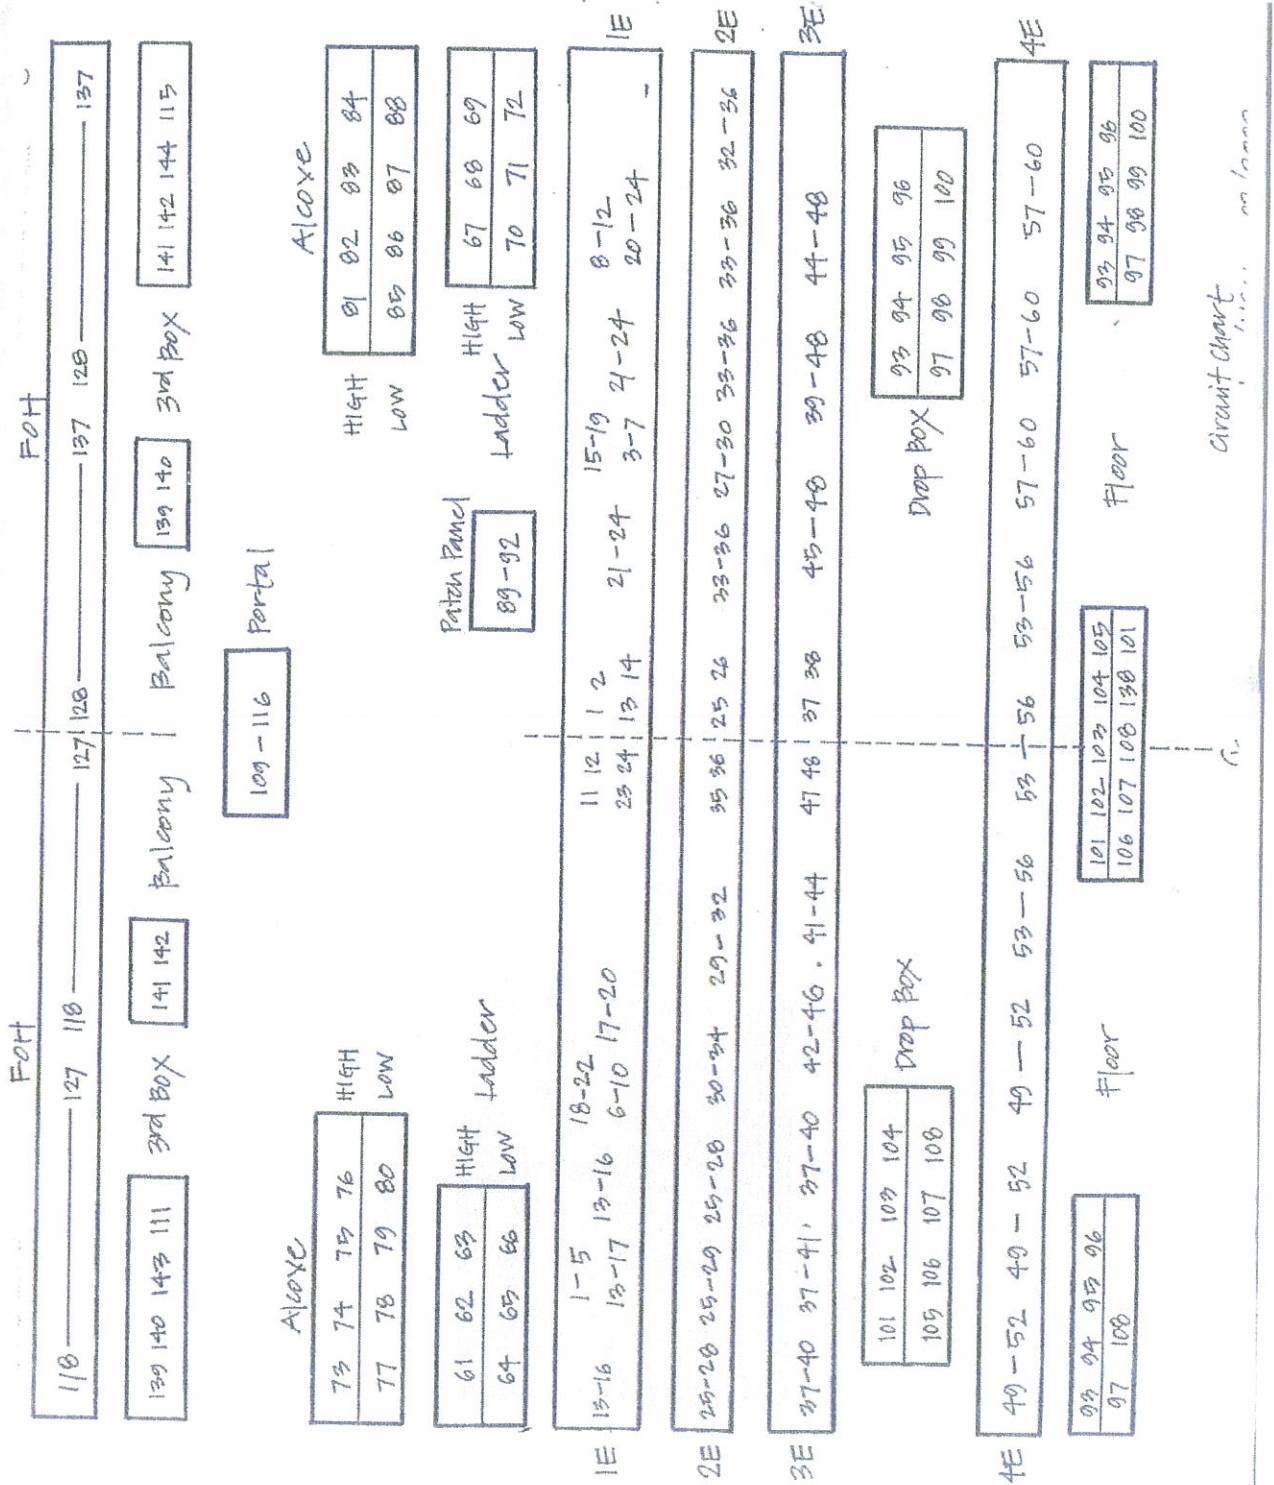 FOH FOH
118 — 127 118 — 127 128 — 137 128 — 137
139 140 143 111 3rd Box 141 142 Balcony Balcony 139 140 3rd Box 141 142 144 115
109 - 116 Portal
Alcove Alcove
73 74 75 76 HIGH HIGH 81 82 83 84
77 78 79 80 LOW LOW 85 86 87 88
Patch Panel
61 62 63 HIGH HIGH 67 68 69
Ladder Ladder
64 65 66 LOW 89-92 LOW 70 71 72
1 - 5 18-22 11 12 1 2 15-19 8-12
1E 13-16 13-16 17-20 21-24 21-24 - 1E
13-17 6-10 23 24 13 14 3-7 20-24
2E 25-28 25-29 25-28 30-34 29-32 35 36 25 26 33-36 27-30 33-36 33-36 32-36 2E
3E 37-40 37-41. 37-40 42-46. 41-44 47 48 37 38 45-48 39-48 44-48 3E
101 102 103 104 Drop Box Drop Box 93 94 95 96
105 106 107 108 97 98 99 100
4E 49-52 49-52 49-52 53-56 53-56 53-56 57-60 57-60 57-60 4E
93 94 95 96 101 102 103 104 105 93 94 95 96
Floor Floor
97 108 106 107 108 138 101 97 98 99 100
Circuit Chart